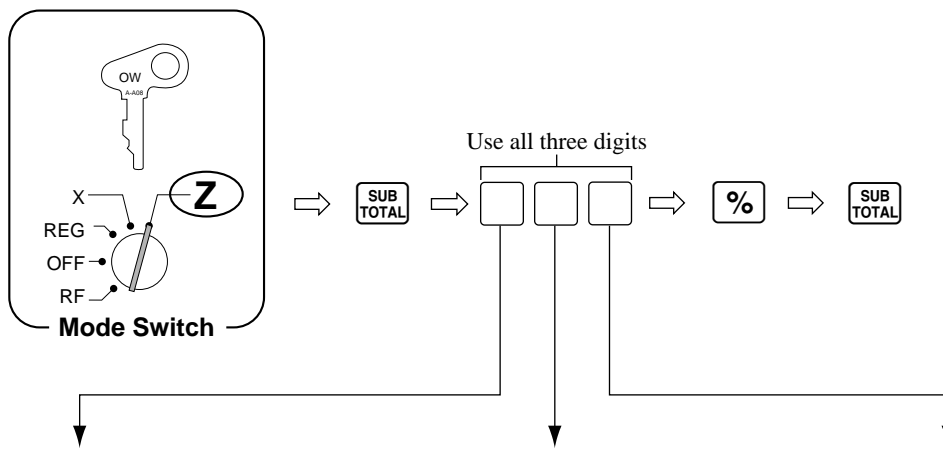 OW
A-A08
Use all three digits
X
Z
REG
OFF
RF
Mode Switch
SUB
TOTAL
%
SUB
TOTAL